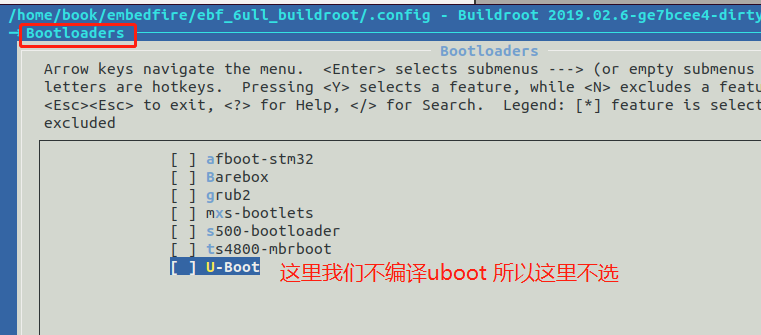 /home/book/embedfire/ebf_6ull_buildroot/.config - Buildroot 2019.02.6-ge7bcee4-dirty
Bootloaders
Bootloaders
Arrow keys navigate the menu.  <Enter> selects submenus ---> (or empty submenus
letters are hotkeys.  Pressing <Y> selects a feature, while <N> excludes a featu
<Esc><Esc> to exit, <?> for Help, </> for Search.  Legend: [*] feature is select
excluded
[ ] afboot-stm32
[ ] Barebox
[ ] grub2
[ ] mxs-bootlets
[ ] s500-bootloader
[ ] ts4800-mbrboot
[ ] U-Boot 这里我们不编译uboot 所以这里不选